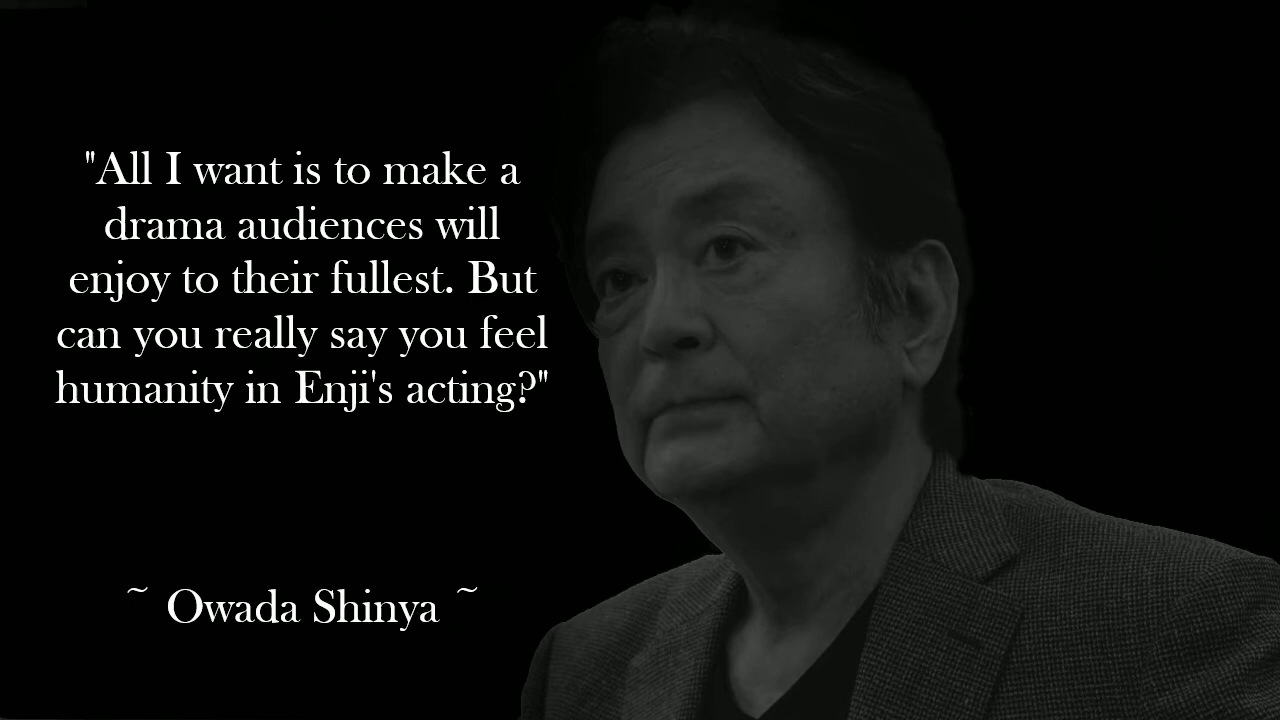 "All I want is to make a
drama audiences will
enjoy to their fullest. But
can you really say you feel
humanity in Enji's acting?"
~ Owada Shinya ~